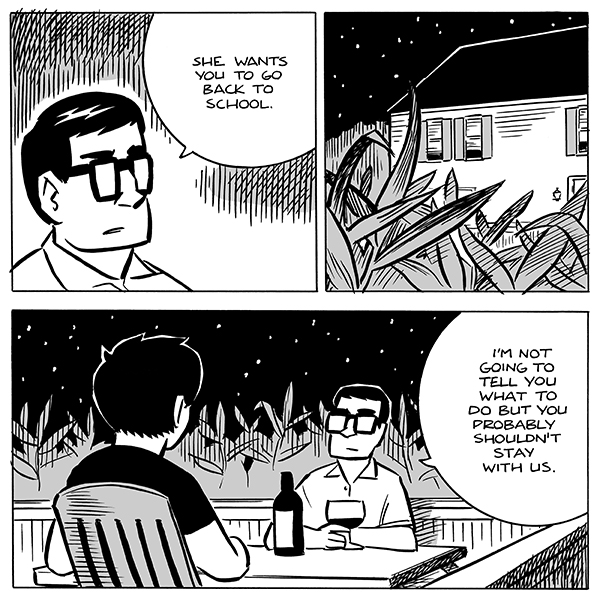 SHE WANTS
YOU TO GO
BACK TO
SCHOOL.
I'M NOT
GOING TO
TELL YOU
WHAT TO
DO BUT YOU
PROBABLY
SHOULDN'T
STAY
WITH US.